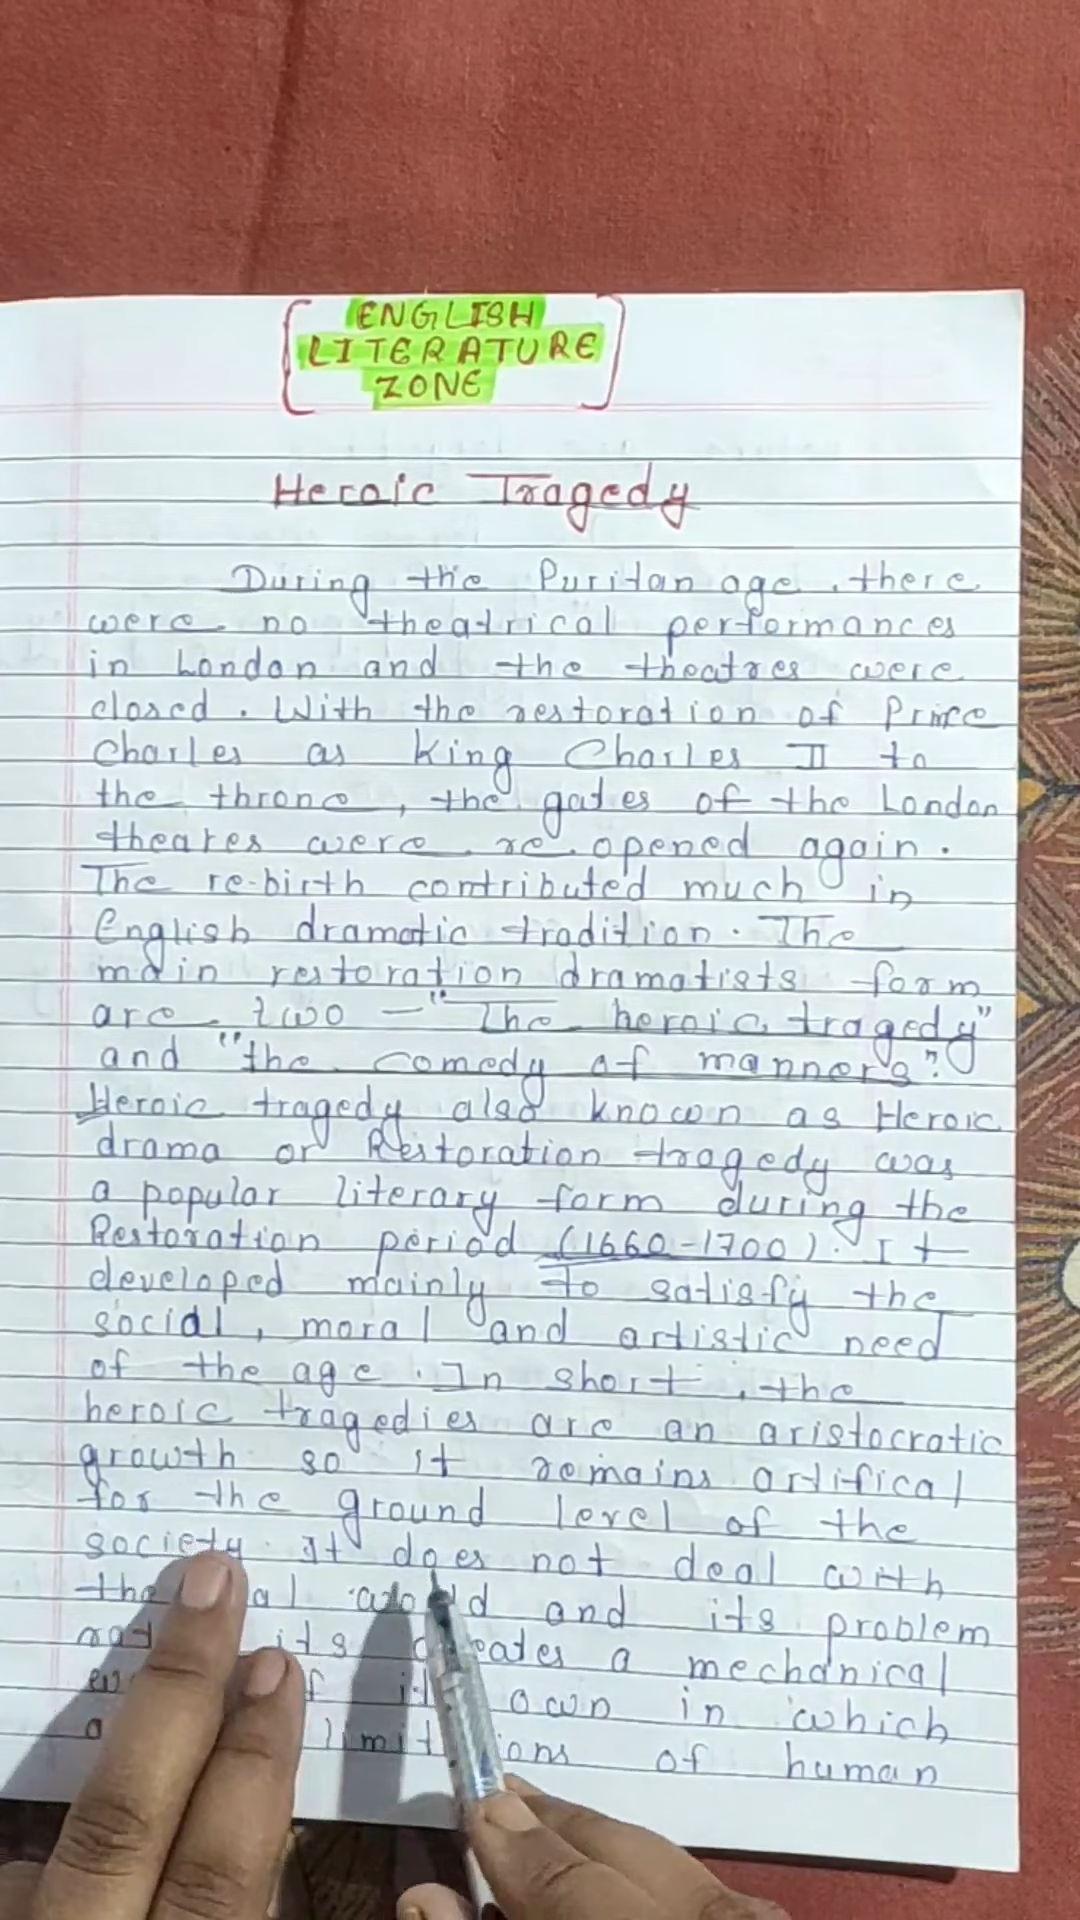 ENGLISH
LITERATURE
ZONE
Heroic Tragedy
During the Puritan age, there
were no theatrical performances
in London and the theatres were
closed. With the restoration of Prince
Charles as King Charles II to
the throne, the gates of the London
theares were re opened again.
The re-birth contributed much in
English dramatic tradition. The
main restoration dramatists form
are two - "The heroic tragedy"
and "the comedy of manners".
Heroic tragedy also known as Heroic
drama or Restoration tragedy was
a popular literary form during the
Restoration period (1660-1700). It
developed mainly to satisfy the
social, moral and artistic need
of the age. In short, the
heroic tragedies are an aristocratic
growth so it remains artifical
for the ground level of the
society. It does not deal with
the and its problem
its creates a mechanical
own in which
of human